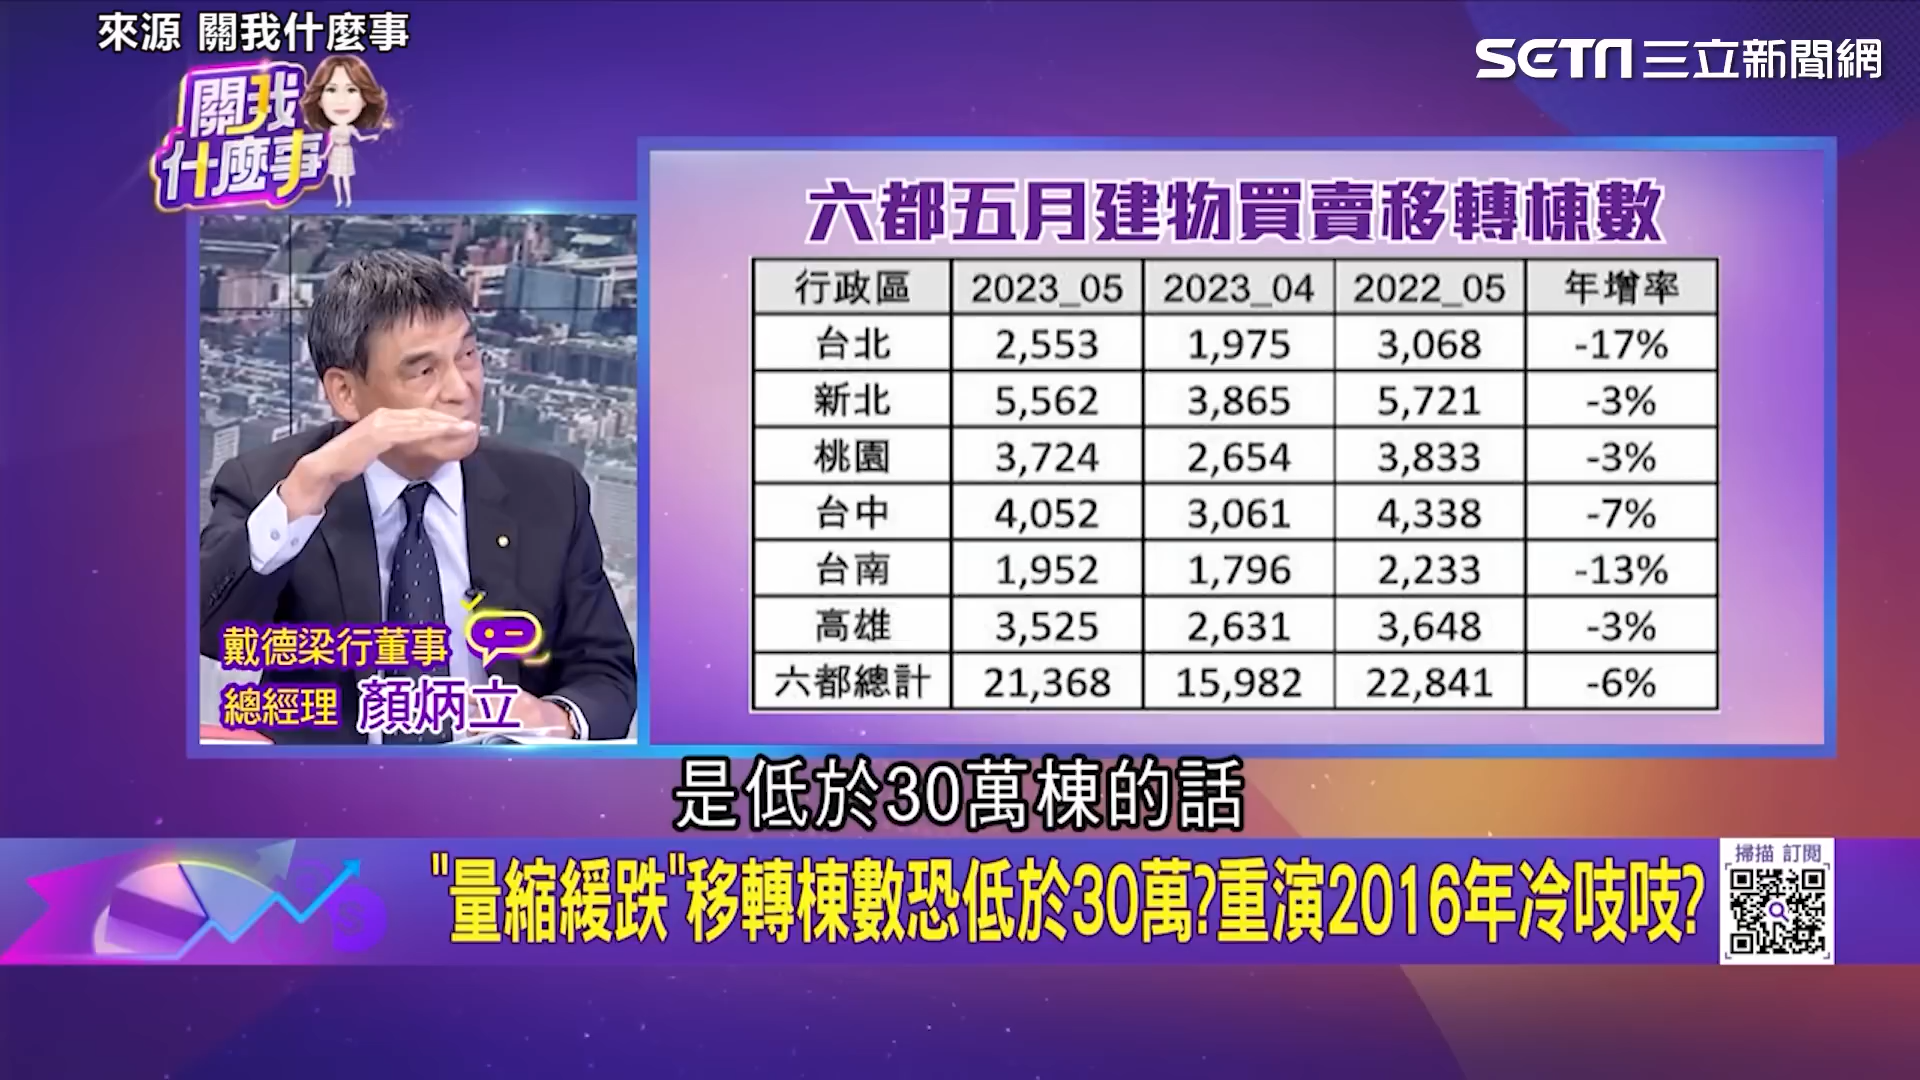 來源 關我什麼事
SETN三立新聞網
關我
什麼事
六都五月建物買賣移轉棟數
行政區 2023_05 2023_04 2022_05 年增率
台北 2,553 1,975 3,068 -17%
新北 5,562 3,865 5,721 -3%
桃園 3,724 2,654 3,833 -3%
台中 4,052 3,061 4,338 -7%
台南 1,952 1,796 2,233 -13%
高雄 3,525 2,631 3,648 -3%
六都總計 21,368 15,982 22,841 -6%
戴德梁行董事
總經理 顏炳立
是低於30萬棟的話
"量縮緩跌"移轉棟數恐低於30萬?重演2016年冷吱吱?
掃描 訂閱